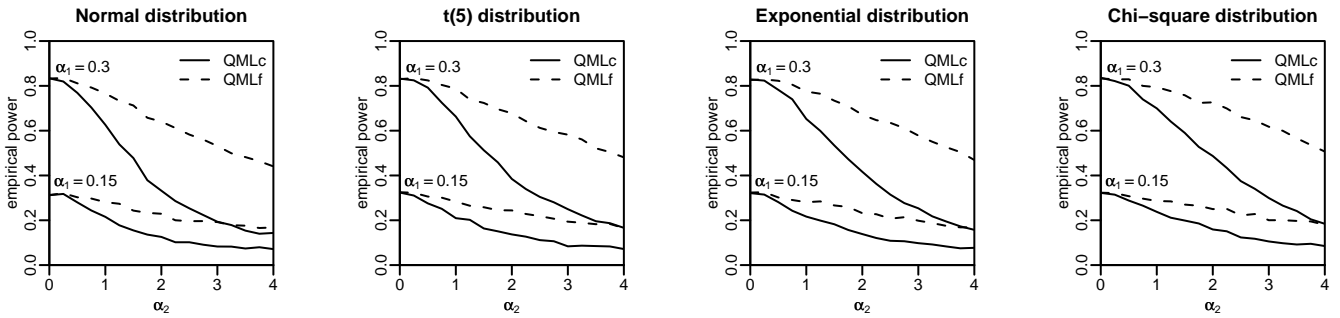 Normal distribution
empirical power
1.0
0.8
0.6
0.4
0.2
0.0
α₁ = 0.3
α₁ = 0.15
QMLc
QMLf
0 1 2 3 4
α₂
t(5) distribution
empirical power
1.0
0.8
0.6
0.4
0.2
0.0
α₁ = 0.3
α₁ = 0.15
QMLc
QMLf
0 1 2 3 4
α₂
Exponential distribution
empirical power
1.0
0.8
0.6
0.4
0.2
0.0
α₁ = 0.3
α₁ = 0.15
QMLc
QMLf
0 1 2 3 4
α₂
Chi−square distribution
empirical power
1.0
0.8
0.6
0.4
0.2
0.0
α₁ = 0.3
α₁ = 0.15
QMLc
QMLf
0 1 2 3 4
α₂